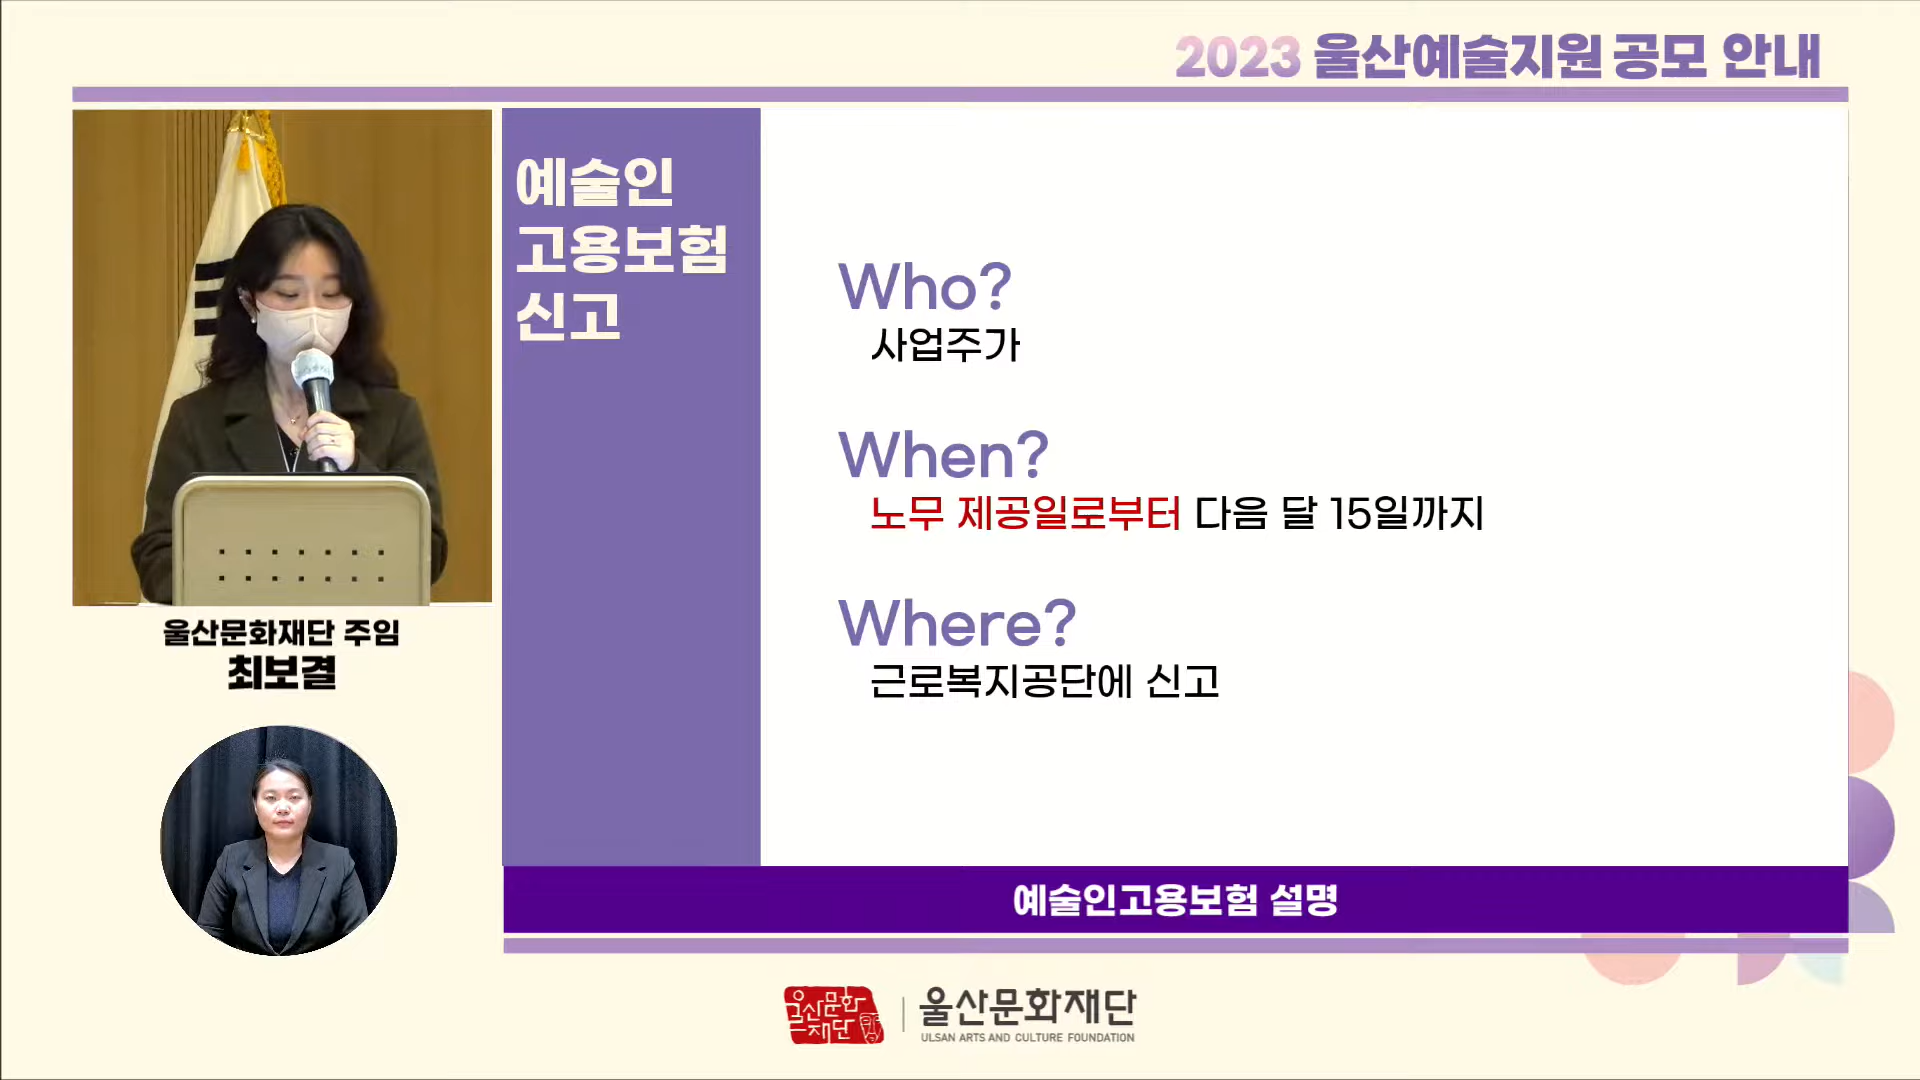 2023 울산예술지원 공모 안내
예술인
고용보험
신고
Who?
사업주가
When?
노무 제공일로부터 다음 달 15일까지
Where?
근로복지공단에 신고
울산문화재단 주임
최보결
예술인고용보험 설명
울산문화
재단
울산문화재단
ULSAN ARTS AND CULTURE FOUNDATION